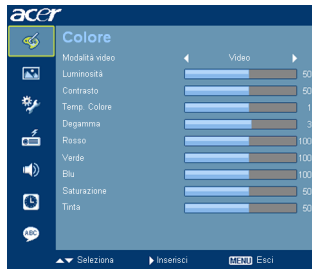 acer
Colore
Modalità video Video
Luminosità 50
Contrasto 50
Temp. Colore 1
Degamma 3
Rosso 100
Verde 100
Blu 100
Saturazione 50
Tinta 50
ABC
Seleziona Inserisci MENU Esci